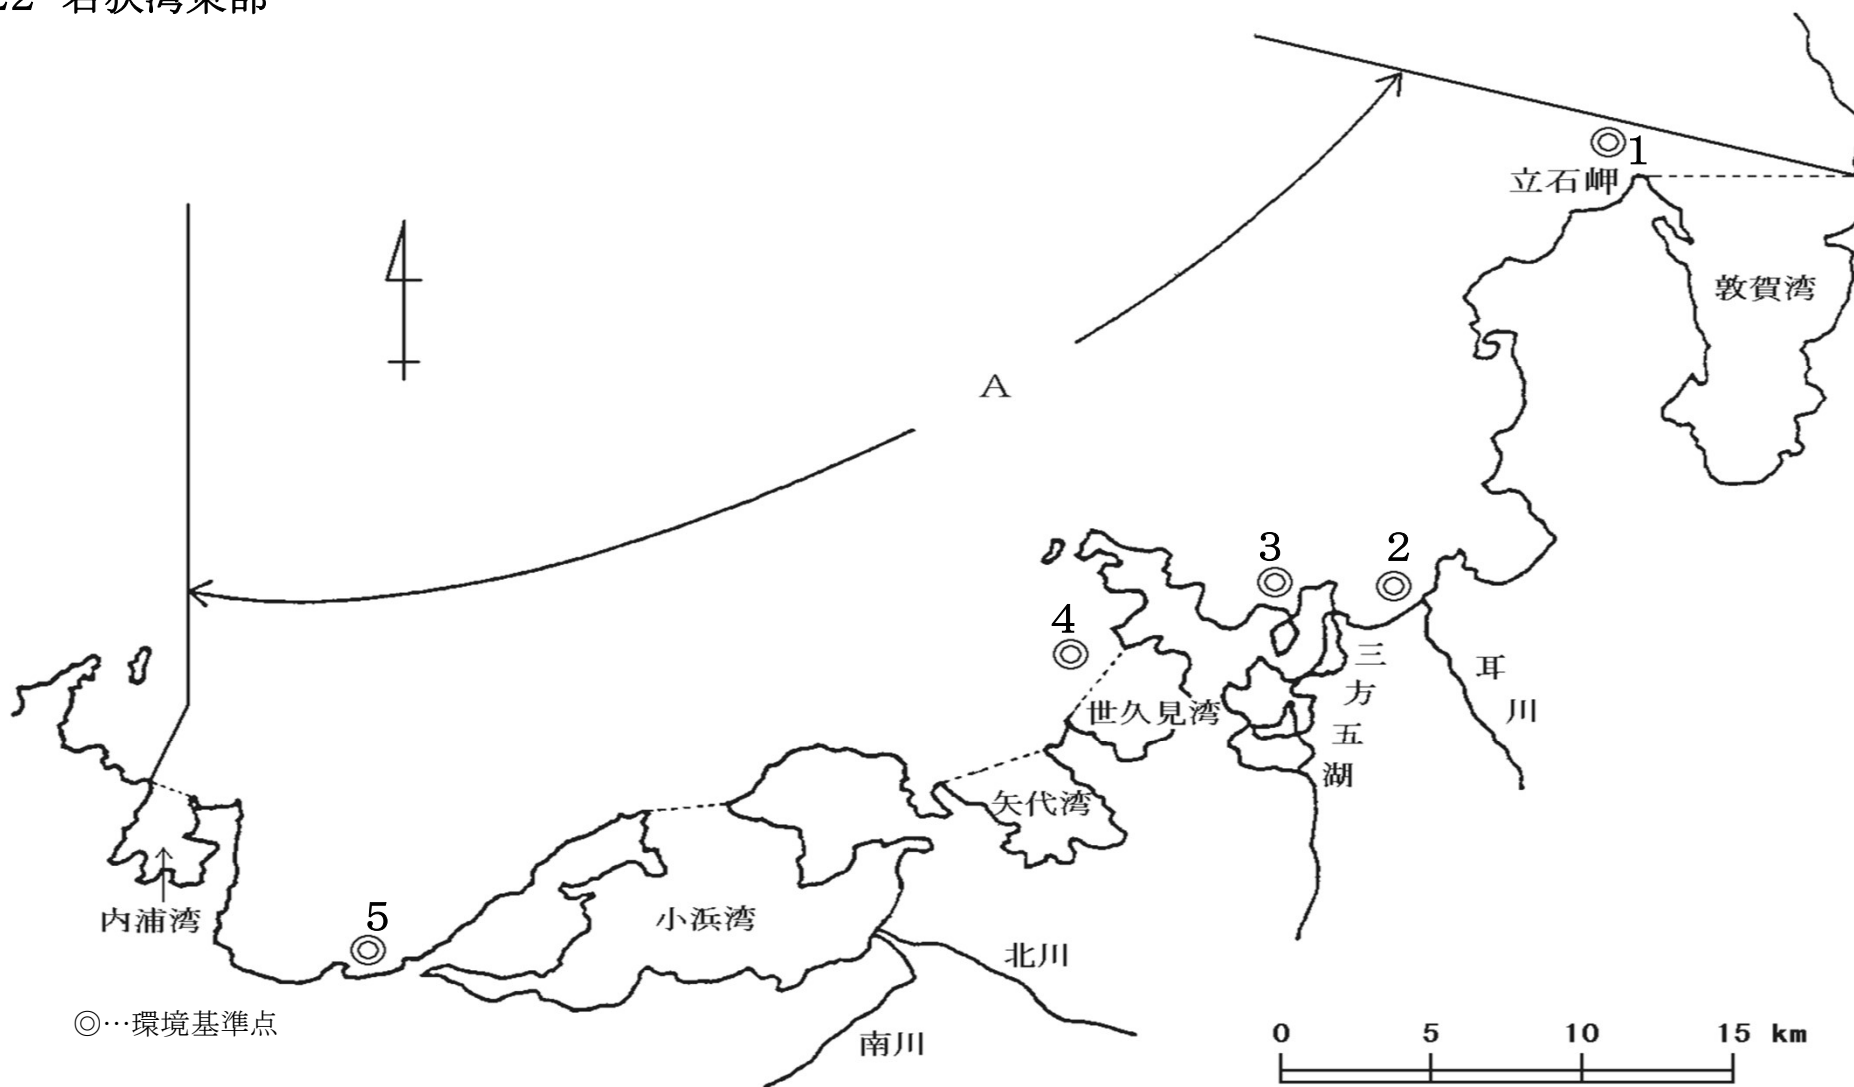 若狭湾東部
1
立石岬
敦賀湾
A
3
2
4
三方五湖
耳川
世久見湾
矢代湾
内浦湾
5
小浜湾
北川
南川
◎…環境基準点
0 5 10 15 km